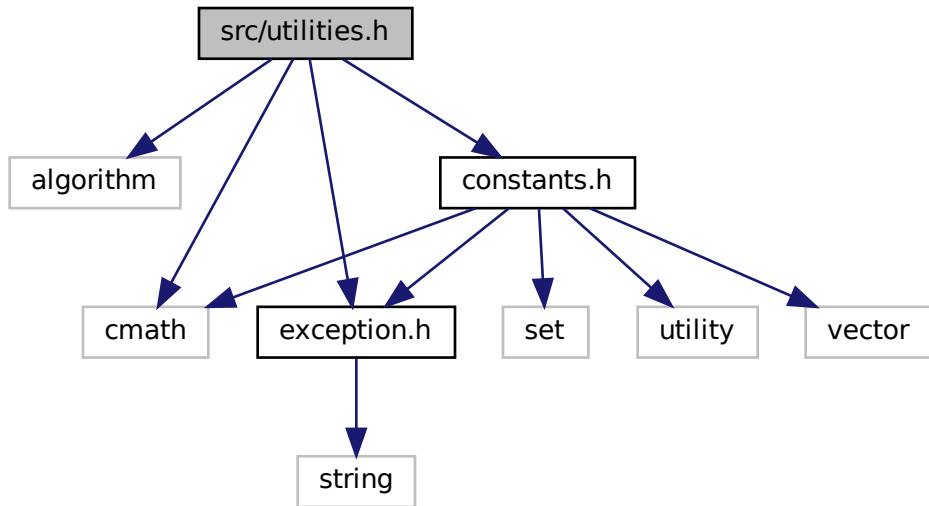 src/utilities.h
algorithm
constants.h
cmath
exception.h
set
utility
vector
string